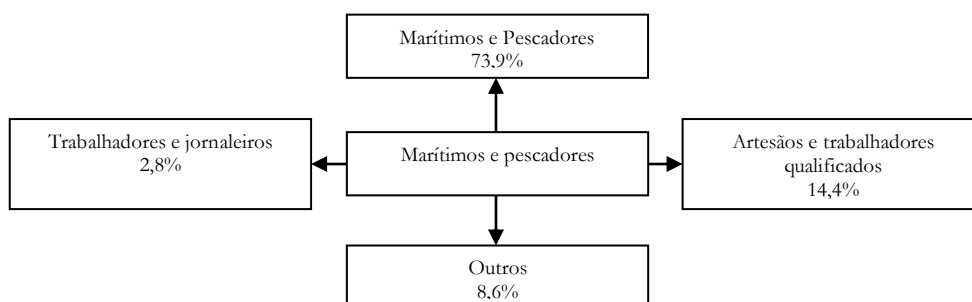 Marítimos e Pescadores
73,9%
Trabalhadores e jornaleiros
2,8%
Marítimos e pescadores
Artesãos e trabalhadores
qualificados
14,4%
Outros
8,6%